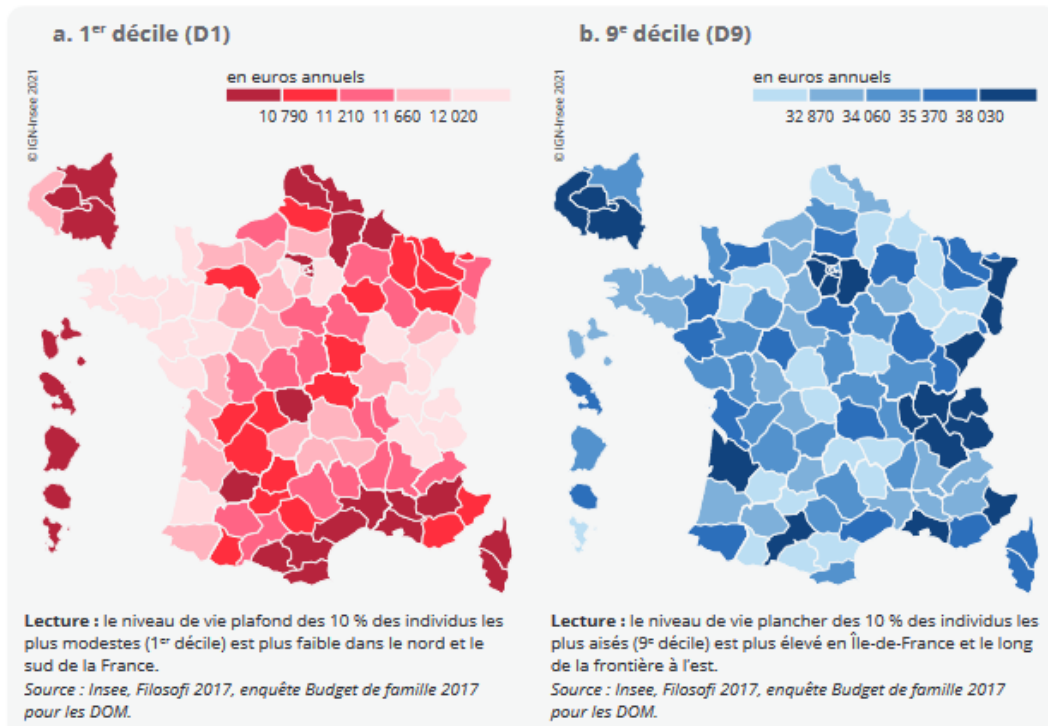 a. 1er décile (D1)
en euros annuels
10 790 11 210 11 660 12 020
© IGN-Insee 2021
Lecture : le niveau de vie plafond des 10 % des individus les
plus modestes (1er décile) est plus faible dans le nord et le
sud de la France.
Source : Insee, Filosofi 2017, enquête Budget de famille 2017
pour les DOM.
b. 9e décile (D9)
en euros annuels
32 870 34 060 35 370 38 030
© IGN-Insee 2021
Lecture : le niveau de vie plancher des 10 % des individus les
plus aisés (9e décile) est plus élevé en Île-de-France et le long
de la frontière à l'est.
Source : Insee, Filosofi 2017, enquête Budget de famille 2017
pour les DOM.